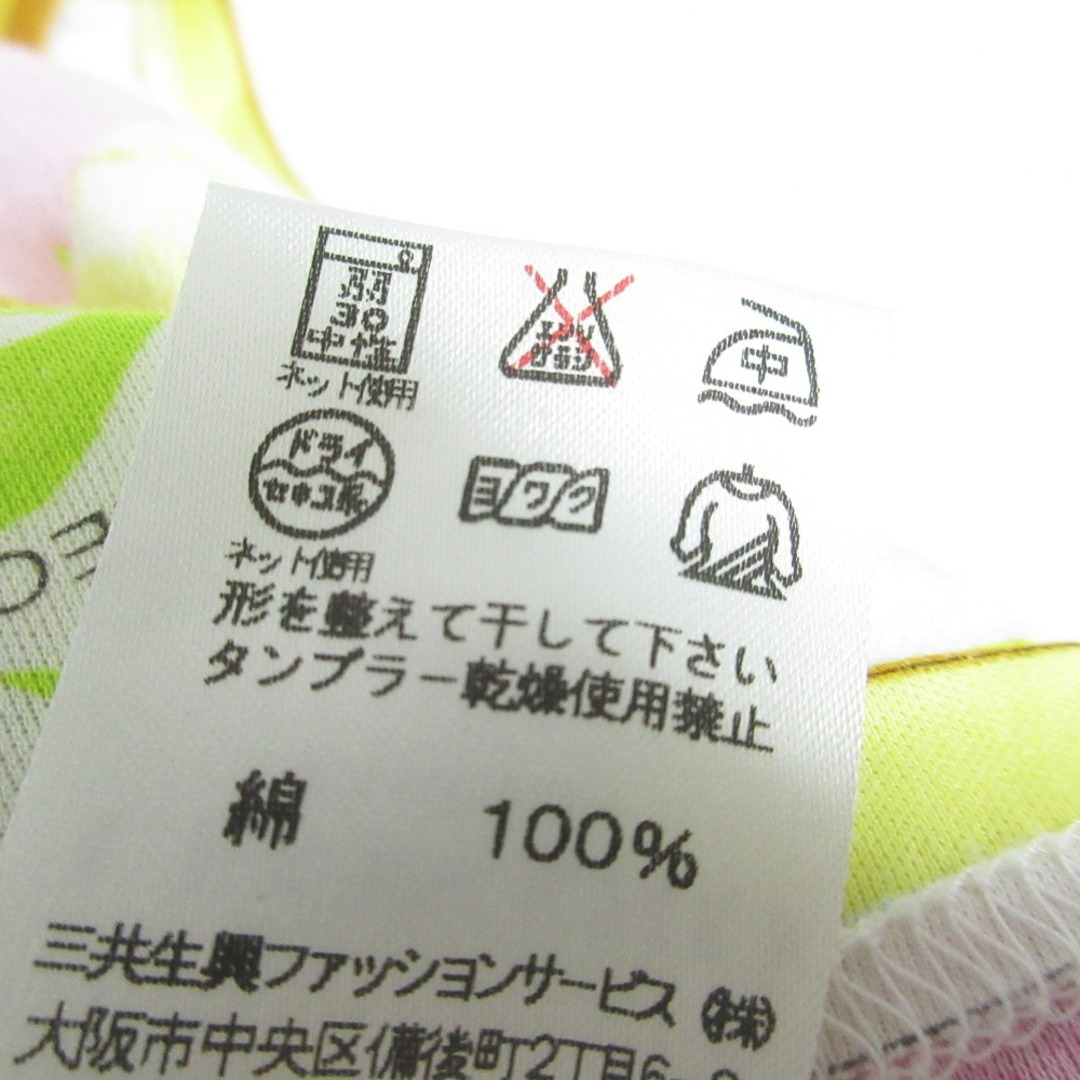 弱
30
中性
ネット使用
エンソ
サラシ
中
ドライ
セキユ系
ネット使用
ヨワク
形を整えて干して下さい
タンブラー乾燥使用禁止
綿 100%
三共生興ファッションサービス ㈱
大阪市中央区備後町2丁目6-